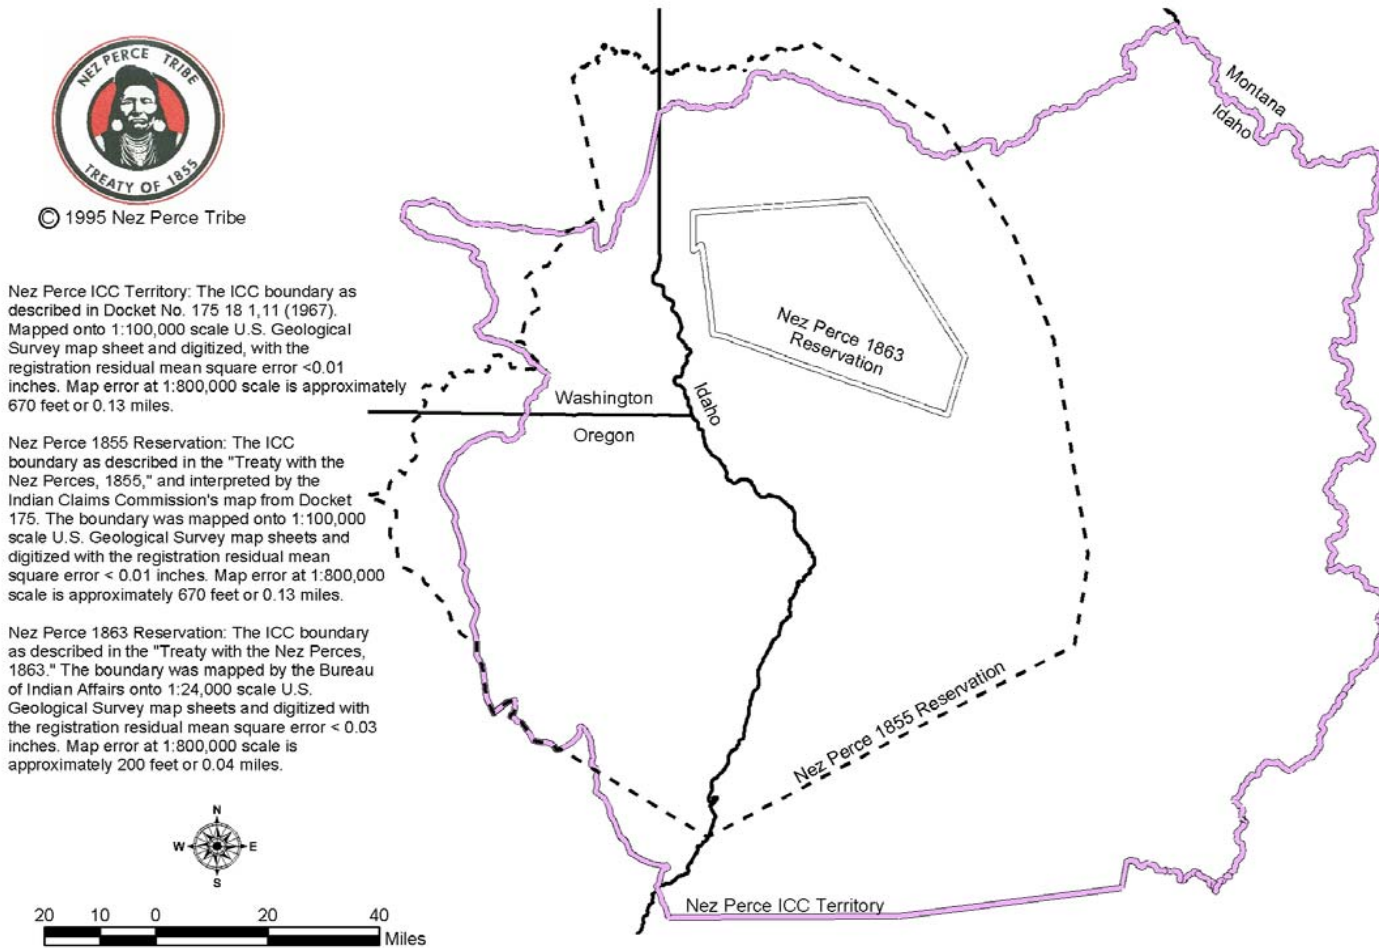 NEZ PERCE TRIBE
TREATY OF 1855
© 1995 Nez Perce Tribe
Nez Perce ICC Territory: The ICC boundary as
described in Docket No. 175 18 1,11 (1967).
Mapped onto 1:100,000 scale U.S. Geological
Survey map sheet and digitized, with the
registration residual mean square error <0.01
inches. Map error at 1:800,000 scale is approximately
670 feet or 0.13 miles.
Nez Perce 1855 Reservation: The ICC
boundary as described in the "Treaty with the
Nez Perces, 1855," and interpreted by the
Indian Claims Commission's map from Docket
175. The boundary was mapped onto 1:100,000
scale U.S. Geological Survey map sheets and
digitized with the registration residual mean
square error < 0.01 inches. Map error at 1:800,000
scale is approximately 670 feet or 0.13 miles.
Nez Perce 1863 Reservation: The ICC boundary
as described in the "Treaty with the Nez Perces,
1863." The boundary was mapped by the Bureau
of Indian Affairs onto 1:24,000 scale U.S.
Geological Survey map sheets and digitized with
the registration residual mean square error < 0.03
inches. Map error at 1:800,000 scale is
approximately 200 feet or 0.04 miles.
N
W E
S
20 10 0 20 40
Miles
Montana
Idaho
Nez Perce 1863
Reservation
Washington
Idaho
Oregon
Nez Perce 1855 Reservation
Nez Perce ICC Territory